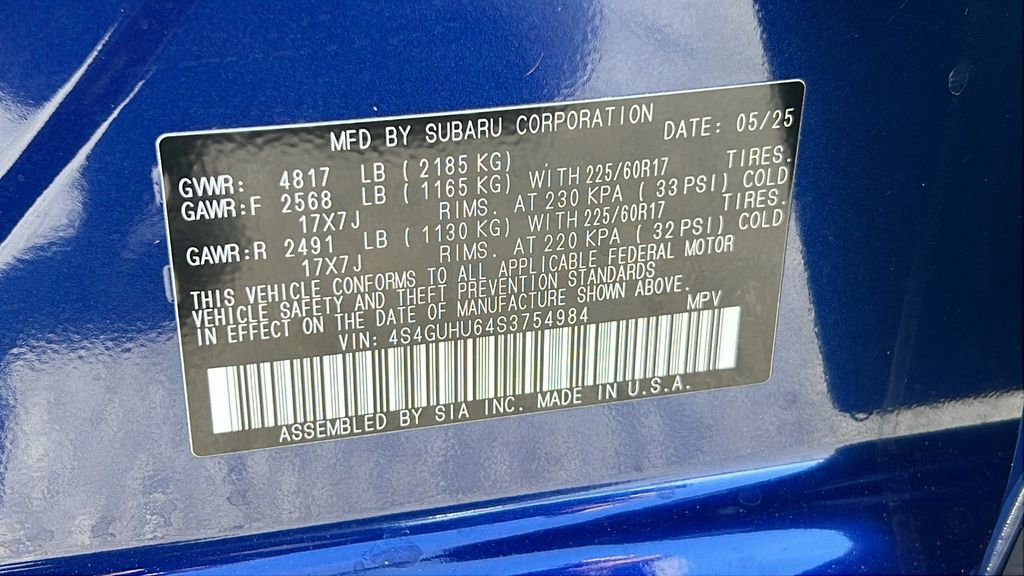 MFD BY SUBARU CORPORATION DATE: 05/25
GVWR: 4817 LB ( 2185 KG)
GAWR:F 2568 LB ( 1165 KG) WITH 225/60R17 TIRES.
17X7J RIMS. AT 230 KPA ( 33 PSI) COLD
GAWR:R 2491 LB ( 1130 KG) WITH 225/60R17 TIRES.
17X7J RIMS. AT 220 KPA ( 32 PSI) COLD
THIS VEHICLE CONFORMS TO ALL APPLICABLE FEDERAL MOTOR
VEHICLE SAFETY AND THEFT PREVENTION STANDARDS
IN EFFECT ON THE DATE OF MANUFACTURE SHOWN ABOVE.
VIN: 4S4GUHU64S3754984 MPV
ASSEMBLED BY SIA INC. MADE IN U.S.A.